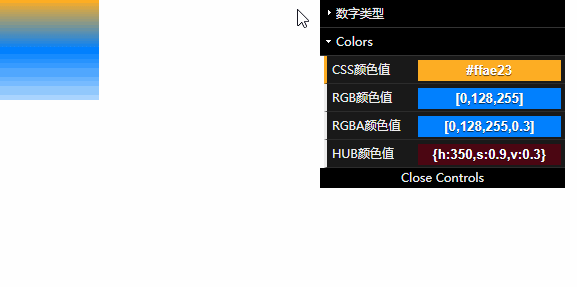 数字类型
Colors
CSS颜色值 #ffae23
RGB颜色值 [0,128,255]
RGBA颜色值 [0,128,255,0.3]
HUB颜色值 {h:350,s:0.9,v:0.3}
Close Controls